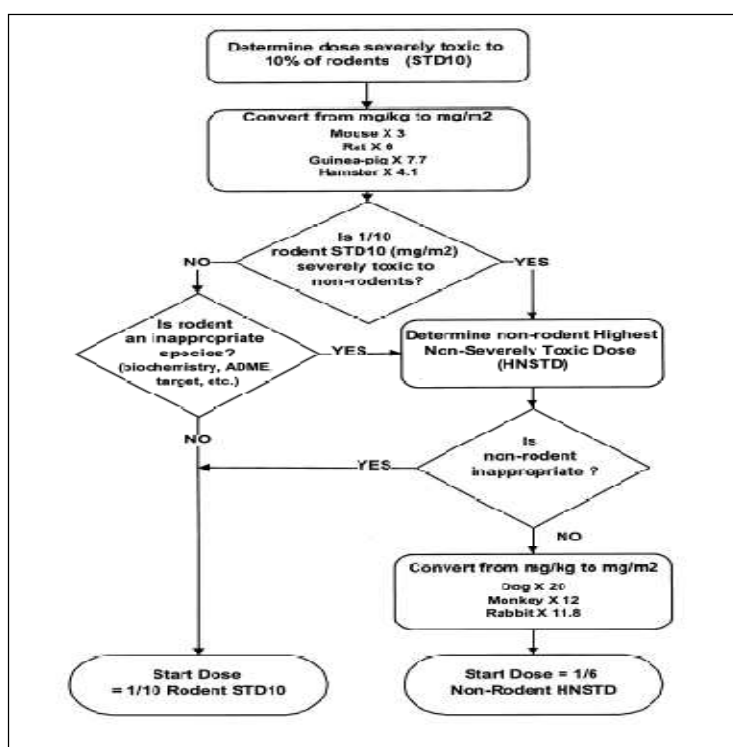 Determine dose severely toxic to
10% of rodents (STD10)
Convert from mg/kg to mg/m2
Mouse X 3
Rat X 6
Guinea-pig X 7.7
Hamster X 4.1
Is 1/10
rodent STD10 (mg/m2)
severely toxic to
non-rodents?
NO
YES
Is rodent
an inappropriate
species?
(biochemistry, ADME,
target, etc.)
YES
Determine non-rodent Highest
Non-Severely Toxic Dose
(HNSTD)
NO
YES
Is
non-rodent
inappropriate ?
NO
Convert from mg/kg to mg/m2
Dog X 20
Monkey X 12
Rabbit X 11.8
Start Dose
= 1/10 Rodent STD10
Start Dose = 1/6
Non-Rodent HNSTD